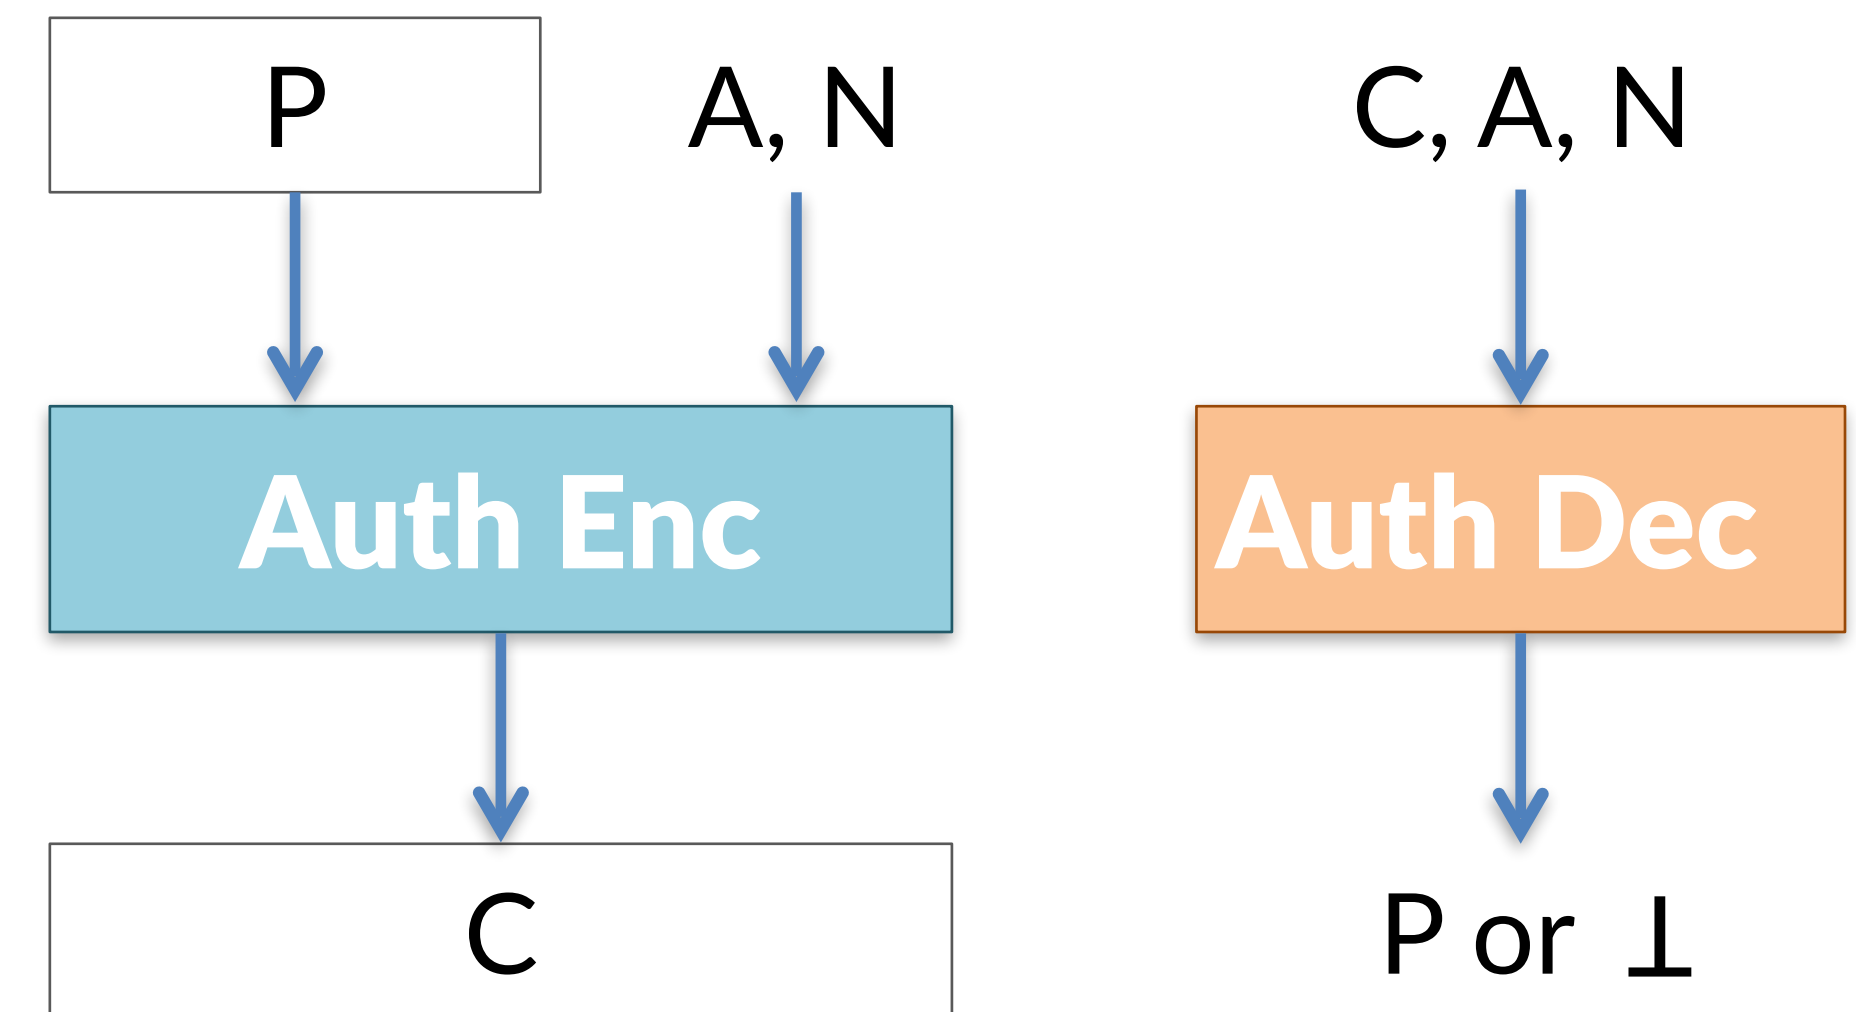 P
A, N
Auth Enc
C
C, A, N
Auth Dec
P or ⊥